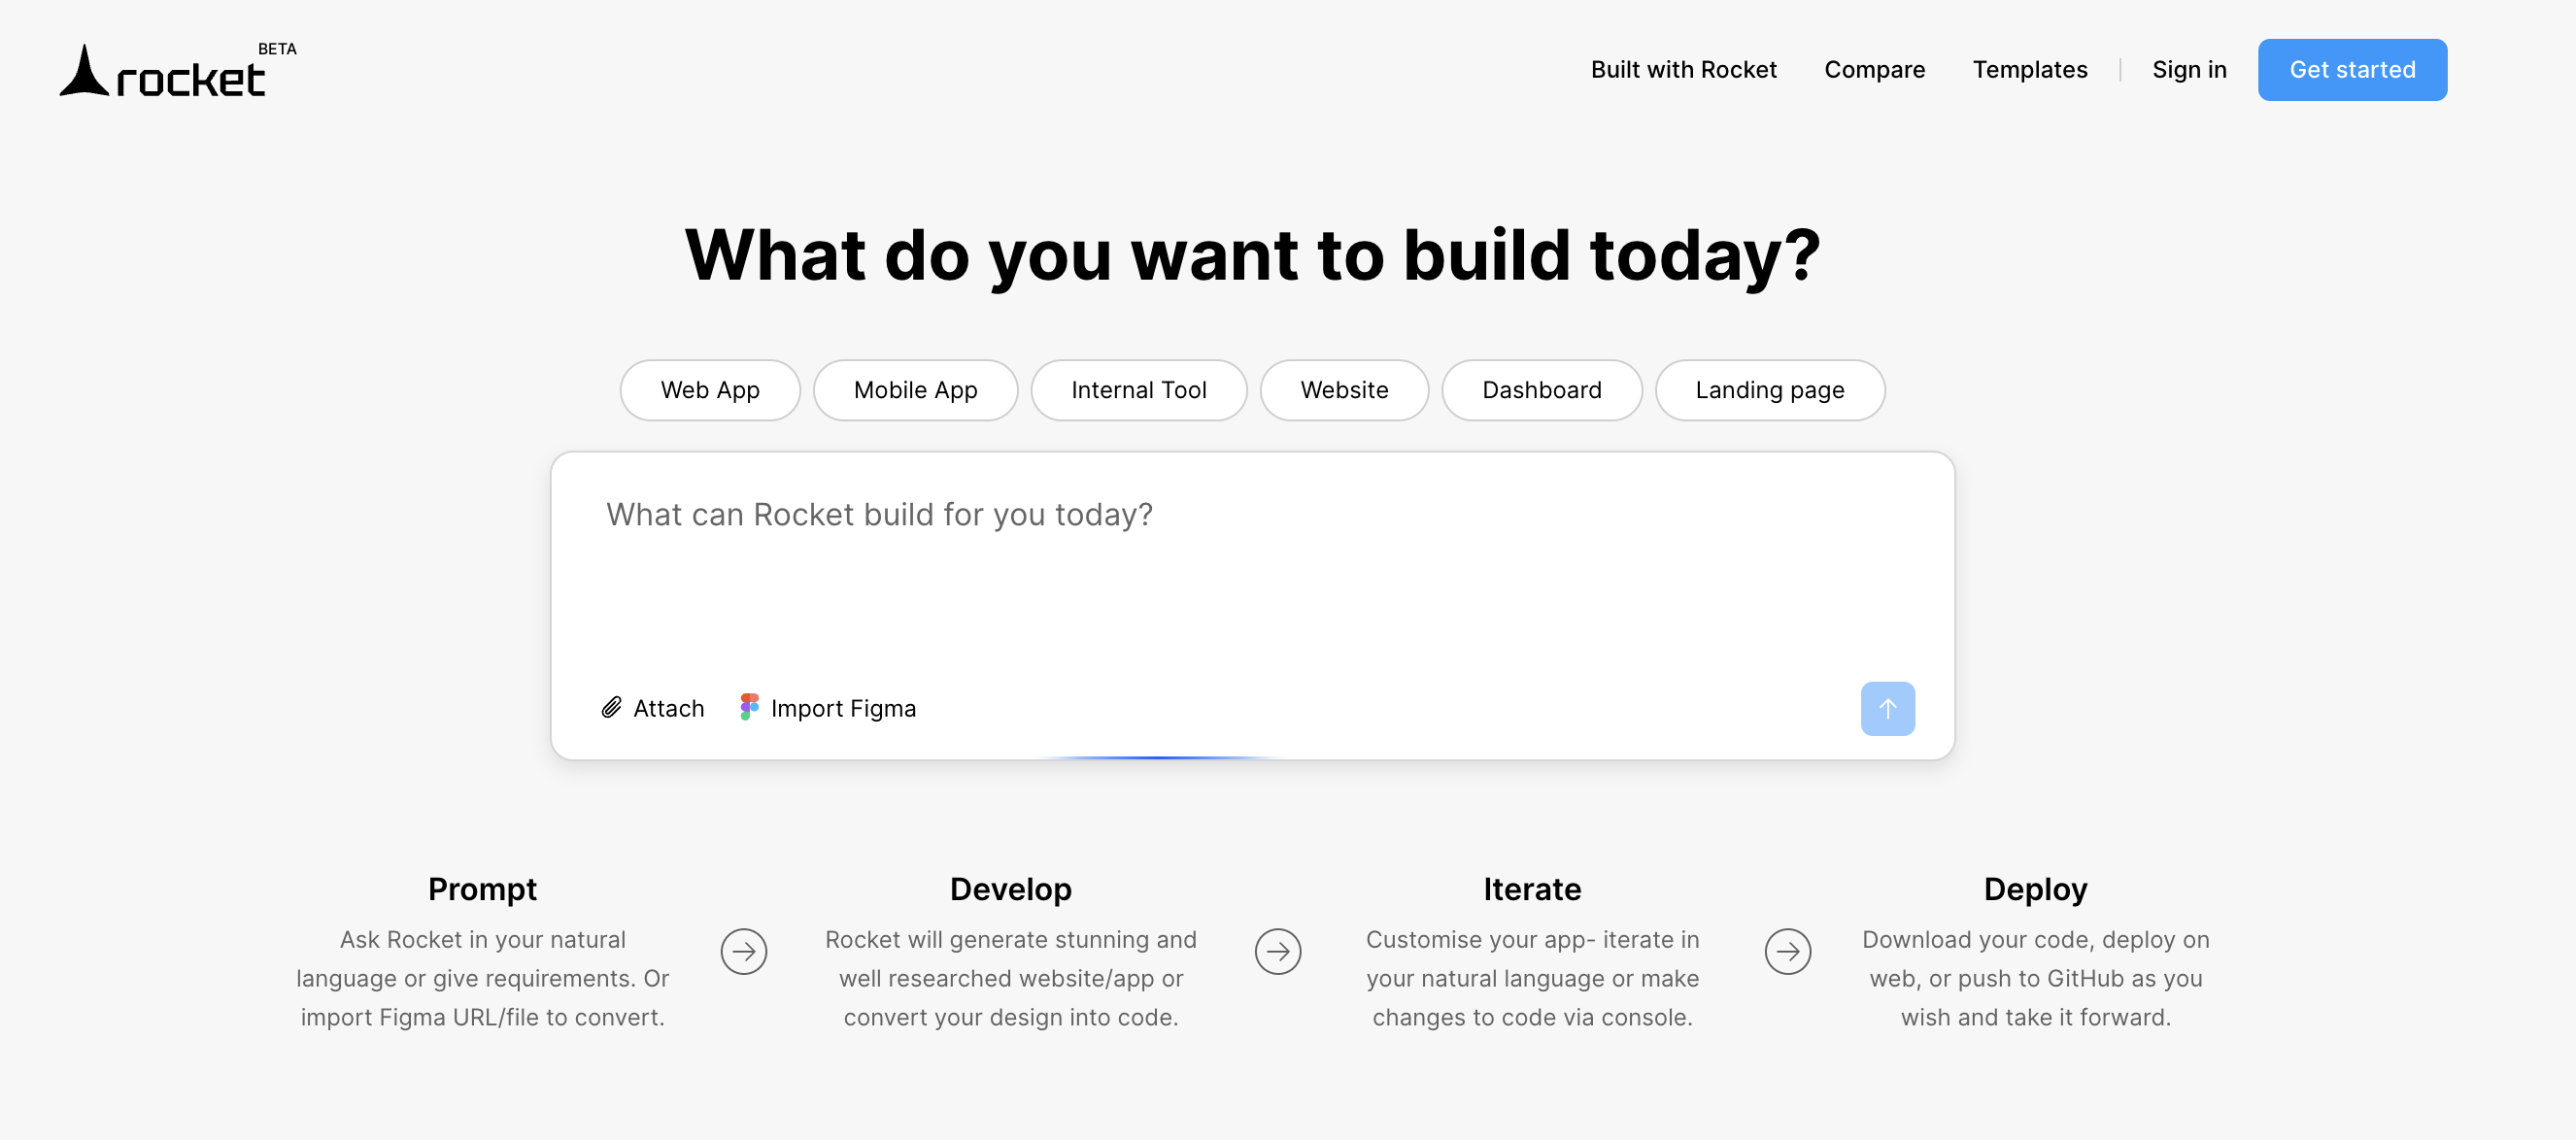 rocket BETA
Built with Rocket
Compare
Templates
Sign in
Get started
What do you want to build today?
Web App
Mobile App
Internal Tool
Website
Dashboard
Landing page
What can Rocket build for you today?
Attach
Import Figma
Prompt
Ask Rocket in your natural
language or give requirements. Or
import Figma URL/file to convert.
Develop
Rocket will generate stunning and
well researched website/app or
convert your design into code.
Iterate
Customise your app- iterate in
your natural language or make
changes to code via console.
Deploy
Download your code, deploy on
web, or push to GitHub as you
wish and take it forward.